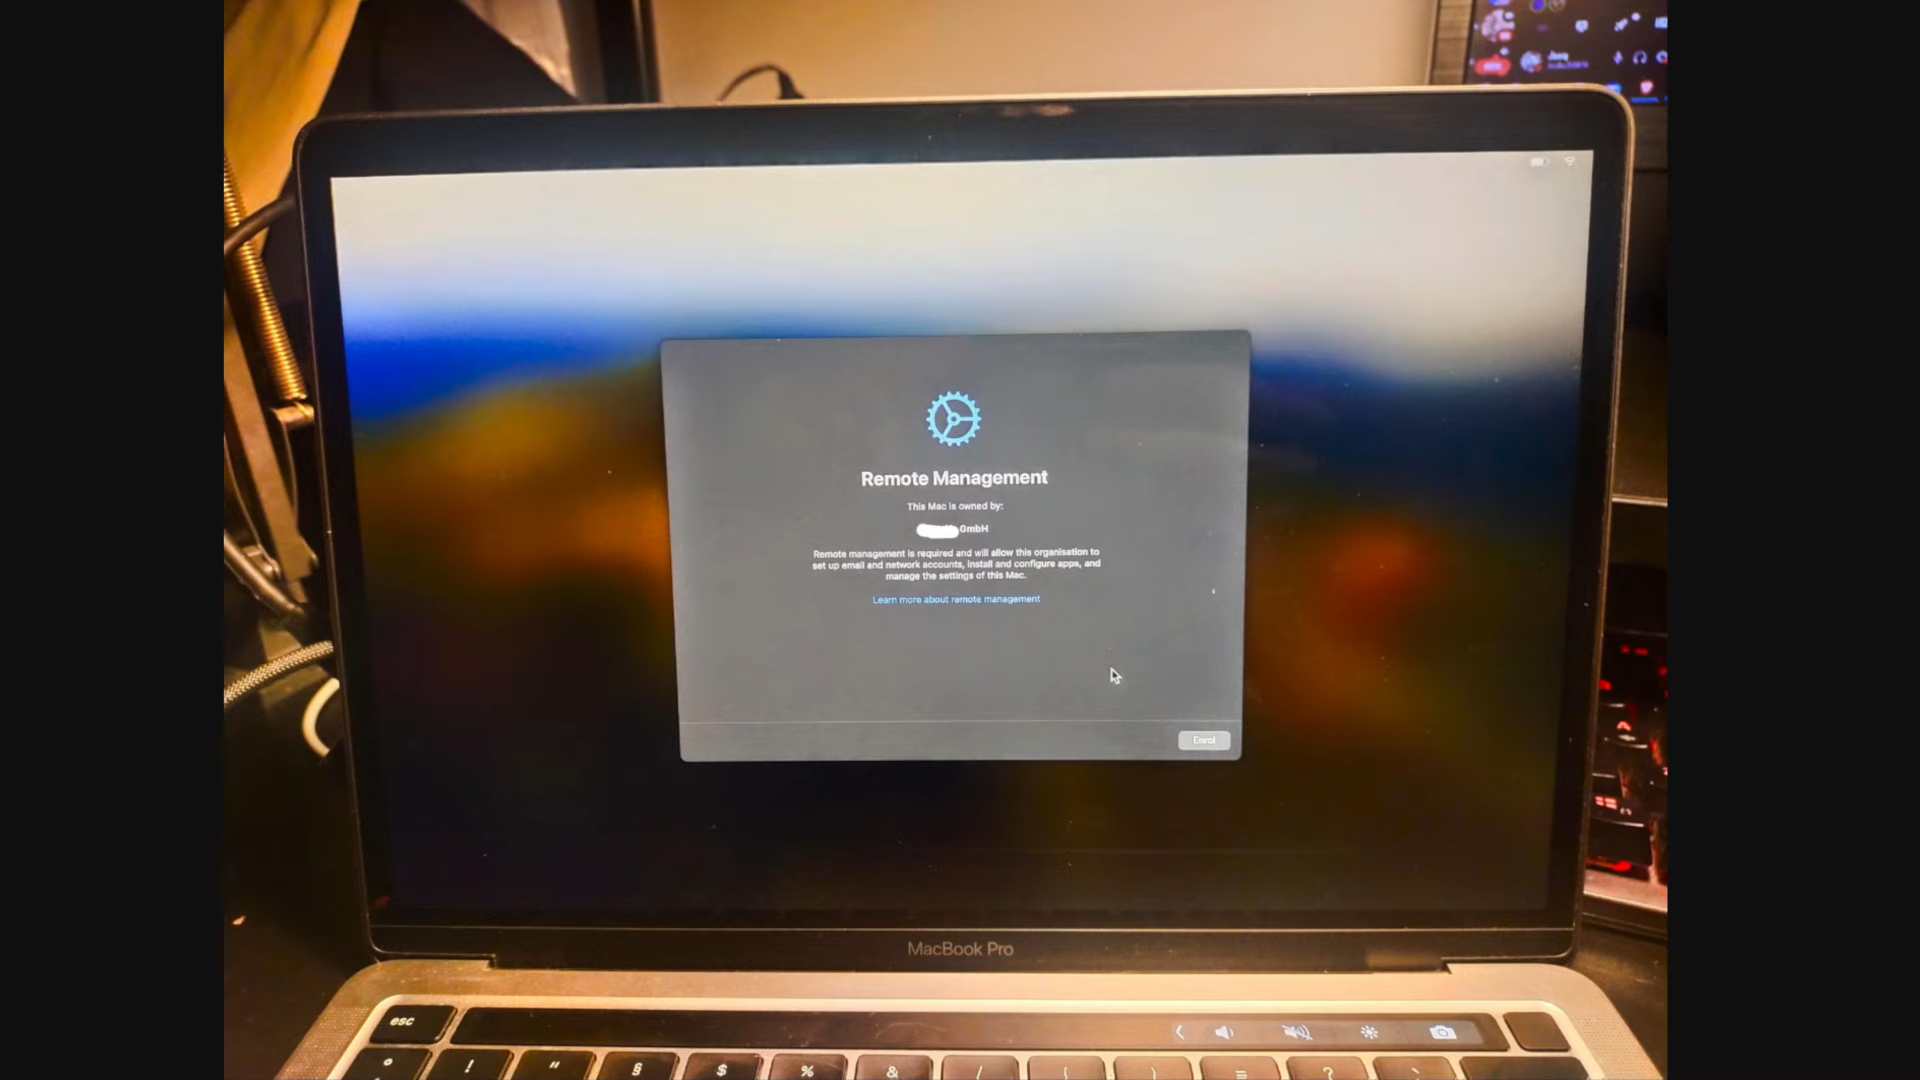 Remote Management
This Mac is owned by:
GmbH
Remote management is required and will allow this organisation to
set up email and network accounts, install and configure apps, and
manage the settings of this Mac.
Learn more about remote management
Enrol
MacBook Pro
esc
° ! " § $ % & / ( ) = ? `